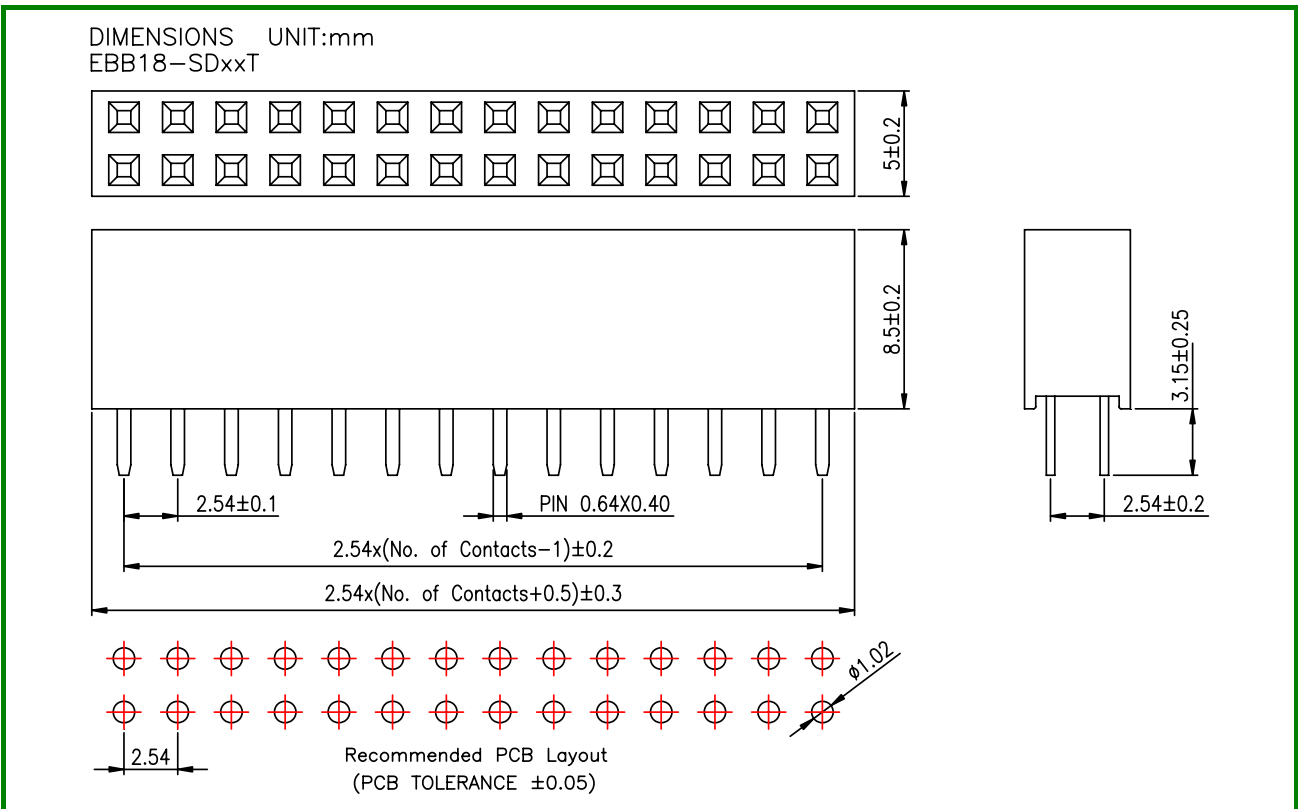 DIMENSIONS UNIT:mm
EBB18-SDxxT
5±0.2
8.5±0.2
3.15±0.25
2.54±0.1
PIN 0.64X0.40
2.54±0.2
2.54x(No. of Contacts-1)±0.2
2.54x(No. of Contacts+0.5)±0.3
ø1.02
2.54
Recommended PCB Layout
(PCB TOLERANCE ±0.05)